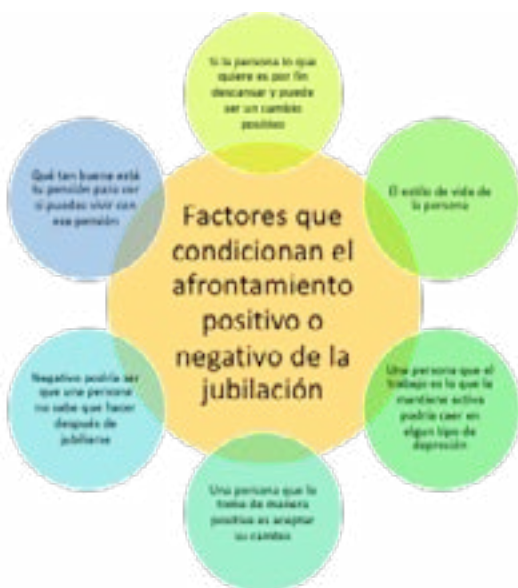 Si la persona lo que
quiere es por fin
descansar y puede
ser un cambio
positivo
El estilo de vida de
la persona
Una persona que el
trabajo es lo que la
mantiene activa
podría caer en
algun tipo de
depresión
Una persona que lo
toma de manera
positiva es aceptar
su cambio
Negativo podría ser
que una persona
no sabe que hacer
después de
jubilarse
Qué tan buena está
tu pensión para ver
si puedes vivir con
esa pensión
Factores que
condicionan el
afrontamiento
positivo o
negativo de la
jubilación